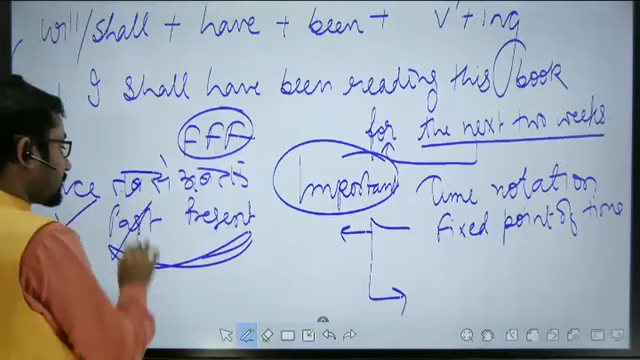 will/shall + have + been + V¹+ing
I shall have been reading this book
for the next two weeks
FFF
Important Time notation
Past Present fixed point of time